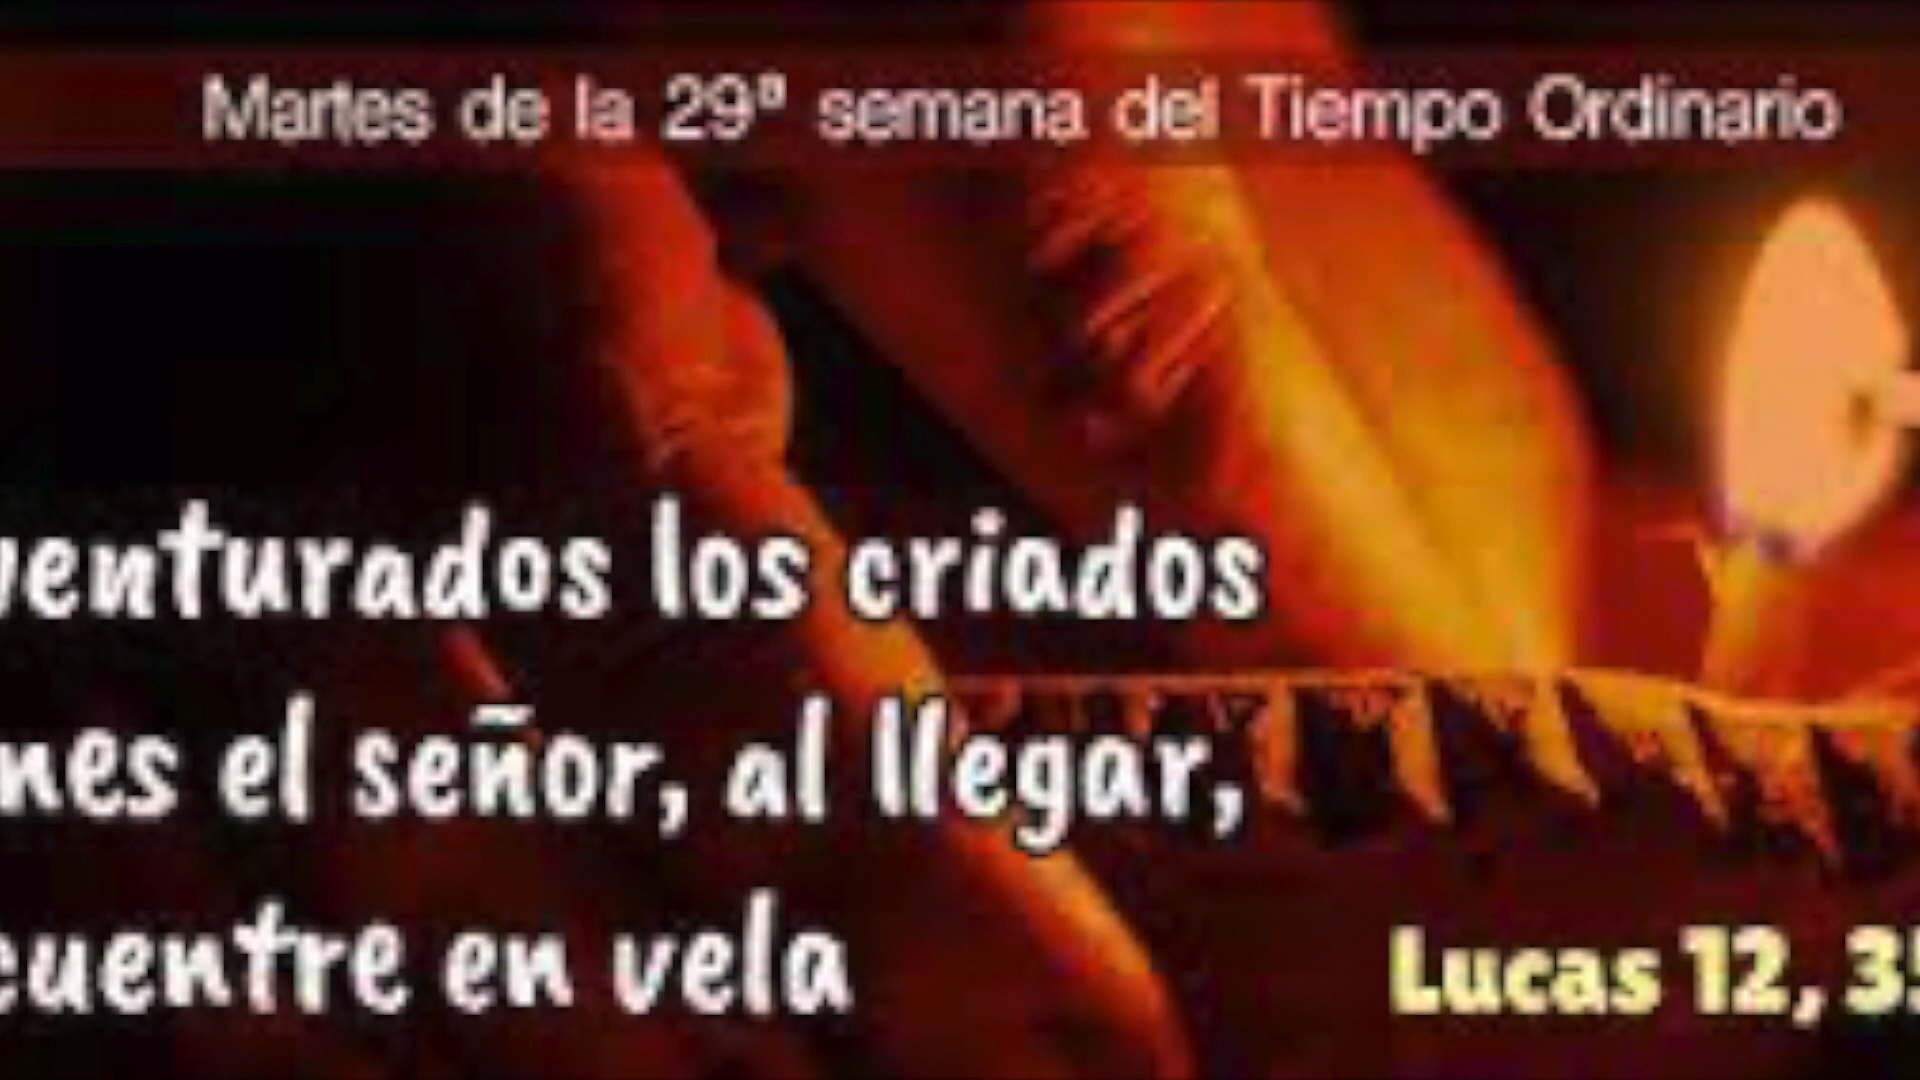 Martes de la 29ª semana del Tiempo Ordinario
venturados los criados
nes el señor, al llegar,
cuentre en vela
Lucas 12, 35